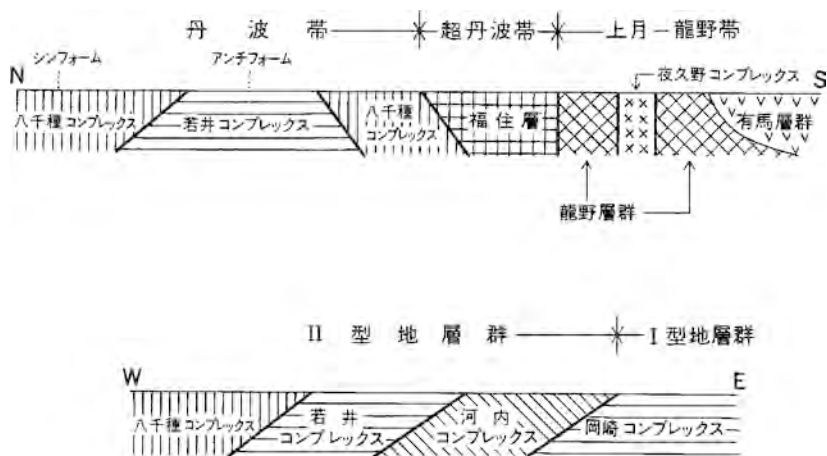 丹波帯 超丹波帯 上月－龍野帯
シンフォーム アンチフォーム 夜久野コンプレックス
N S
八千種コンプレックス 若井コンプレックス 八千種コンプレックス 福住層 有馬層群
龍野層群
II型地層群 I型地層群
W E
八千種コンプレックス 若井コンプレックス 河内コンプレックス 岡崎コンプレックス